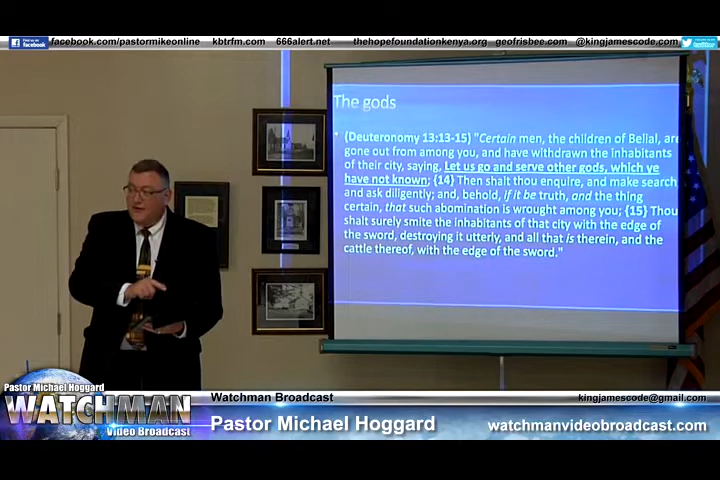 Find us on
facebook
facebook.com/pastormikeonline kbtrfm.com 666alert.net thehopefoundationkenya.org geofrisbee.com @kingjamescode.com
twitter
The gods
• (Deuteronomy 13:13-15) "Certain men, the children of Belial, are
gone out from among you, and have withdrawn the inhabitants
of their city, saying, Let us go and serve other gods, which ye
have not known; {14} Then shalt thou enquire, and make search,
and ask diligently; and, behold, if it be truth, and the thing
certain, that such abomination is wrought among you; {15} Thou
shalt surely smite the inhabitants of that city with the edge of
the sword, destroying it utterly, and all that is therein, and the
cattle thereof, with the edge of the sword."
Pastor Michael Hoggard
WATCHMAN
Video Broadcast
Watchman Broadcast kingjamescode@gmail.com
Pastor Michael Hoggard watchmanvideobroadcast.com